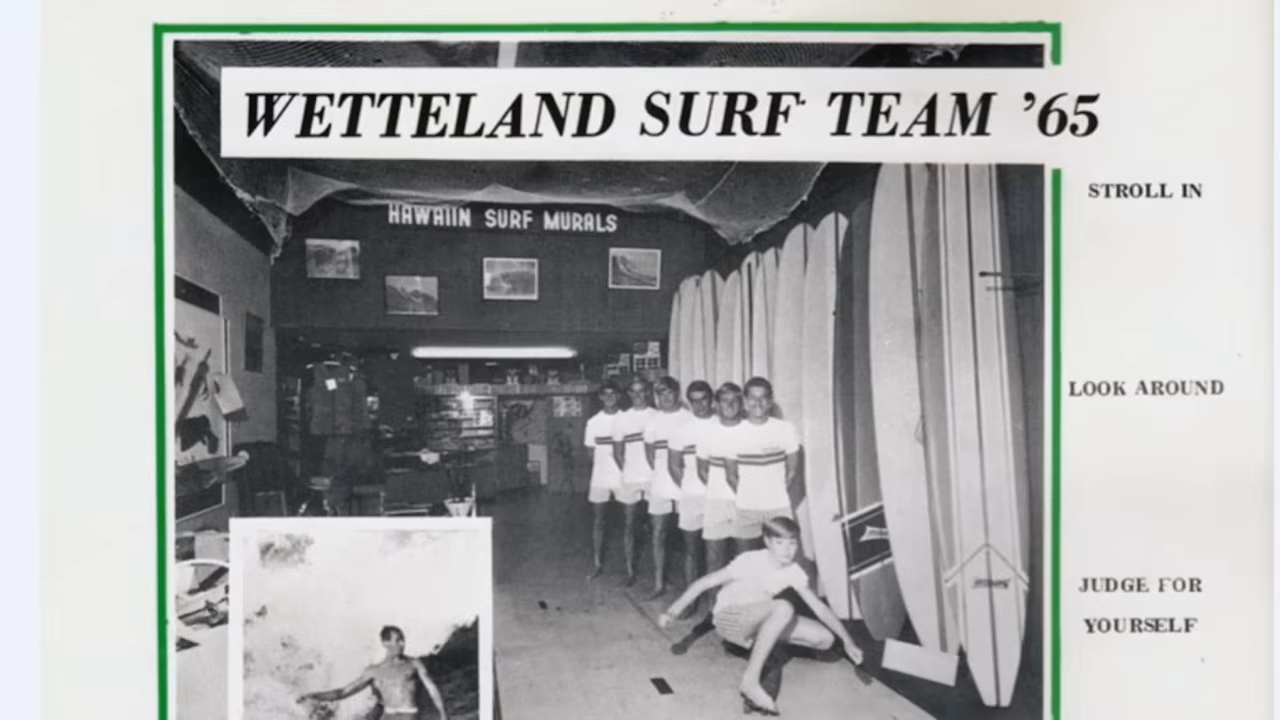 WETTELAND SURF TEAM ’65
STROLL IN
HAWAIIN SURF MURALS
LOOK AROUND
JUDGE FOR
YOURSELF